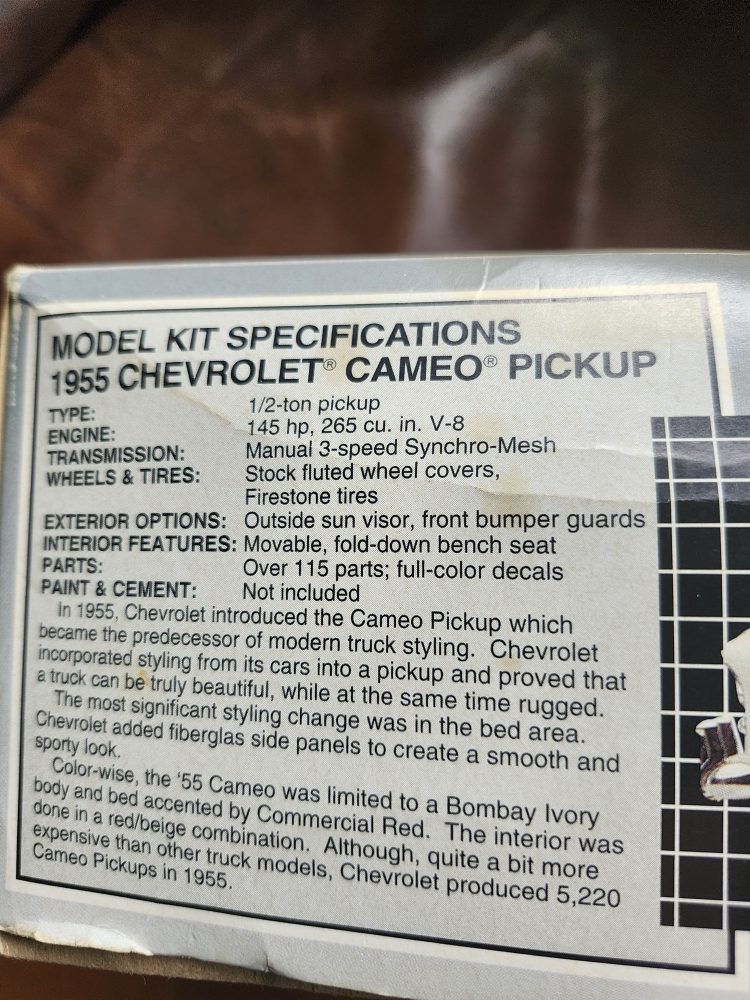 MODEL KIT SPECIFICATIONS
1955 CHEVROLET® CAMEO® PICKUP
TYPE: 1/2-ton pickup
ENGINE: 145 hp, 265 cu. in. V-8
TRANSMISSION: Manual 3-speed Synchro-Mesh
WHEELS & TIRES: Stock fluted wheel covers,
Firestone tires
EXTERIOR OPTIONS: Outside sun visor, front bumper guards
INTERIOR FEATURES: Movable, fold-down bench seat
PARTS: Over 115 parts; full-color decals
PAINT & CEMENT: Not included
In 1955, Chevrolet introduced the Cameo Pickup which
became the predecessor of modern truck styling. Chevrolet
incorporated styling from its cars into a pickup and proved that
a truck can be truly beautiful, while at the same time rugged.
The most significant styling change was in the bed area.
Chevrolet added fiberglas side panels to create a smooth and
sporty look.
Color-wise, the '55 Cameo was limited to a Bombay Ivory
body and bed accented by Commercial Red. The interior was
done in a red/beige combination. Although, quite a bit more
expensive than other truck models, Chevrolet produced 5,220
Cameo Pickups in 1955.